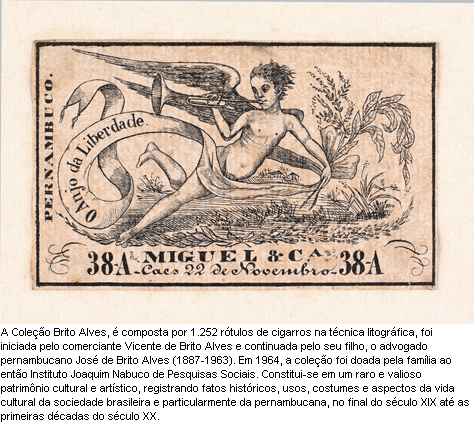 PERNAMBUCO.
O Anjo da Liberdade
MIGUEL & CA
38-A Caes 22 de Novembro 38-A
A Coleção Brito Alves, é composta por 1.252 rótulos de cigarros na técnica litográfica, foi
iniciada pelo comerciante Vicente de Brito Alves e continuada pelo seu filho, o advogado
pernambucano José de Brito Alves (1887-1963). Em 1964, a coleção foi doada pela família ao
então Instituto Joaquim Nabuco de Pesquisas Sociais. Constitui-se em um raro e valioso
patrimônio cultural e artístico, registrando fatos históricos, usos, costumes e aspectos da vida
cultural da sociedade brasileira e particularmente da pernambucana, no final do século XIX até as
primeiras décadas do século XX.